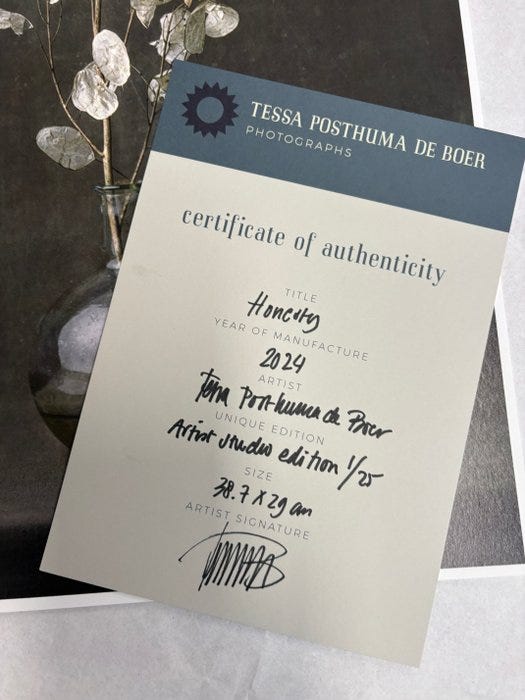 TESSA POSTHUMA DE BOER
PHOTOGRAPHS
certificate of authenticity
TITLE
Honesty
YEAR OF MANUFACTURE
2024
ARTIST
Tessa Posthuma de Boer
UNIQUE EDITION
Artist studio edition 1/25
SIZE
38.7 x 29 cm
ARTIST SIGNATURE